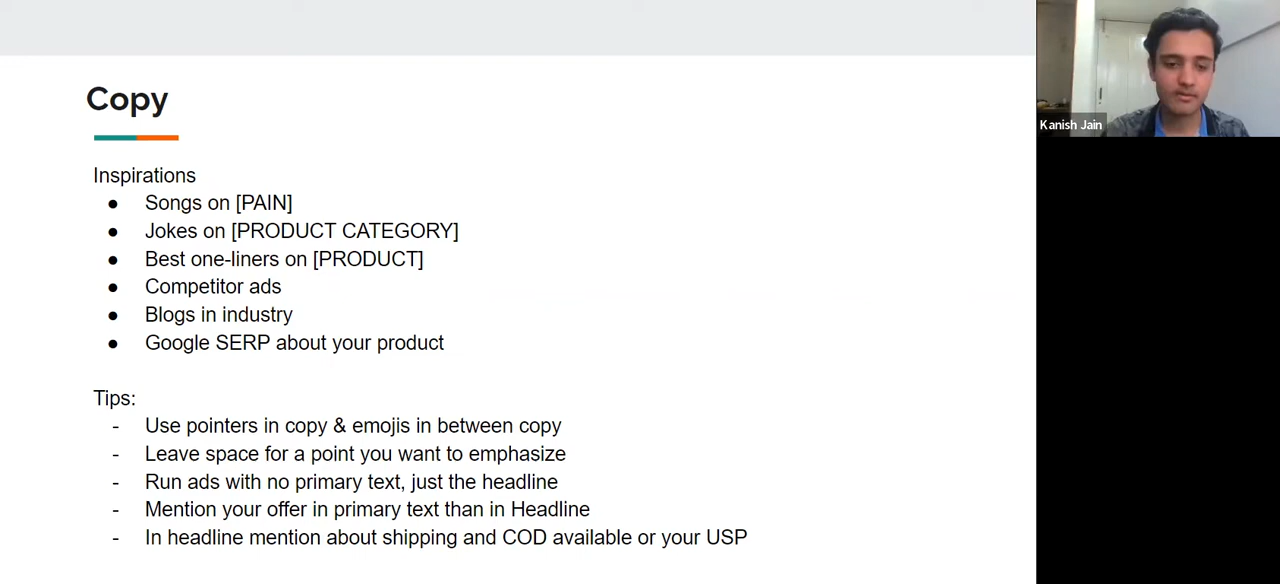 Copy
Kanish Jain
Inspirations
● Songs on [PAIN]
● Jokes on [PRODUCT CATEGORY]
● Best one-liners on [PRODUCT]
● Competitor ads
● Blogs in industry
● Google SERP about your product
Tips:
- Use pointers in copy & emojis in between copy
- Leave space for a point you want to emphasize
- Run ads with no primary text, just the headline
- Mention your offer in primary text than in Headline
- In headline mention about shipping and COD available or your USP